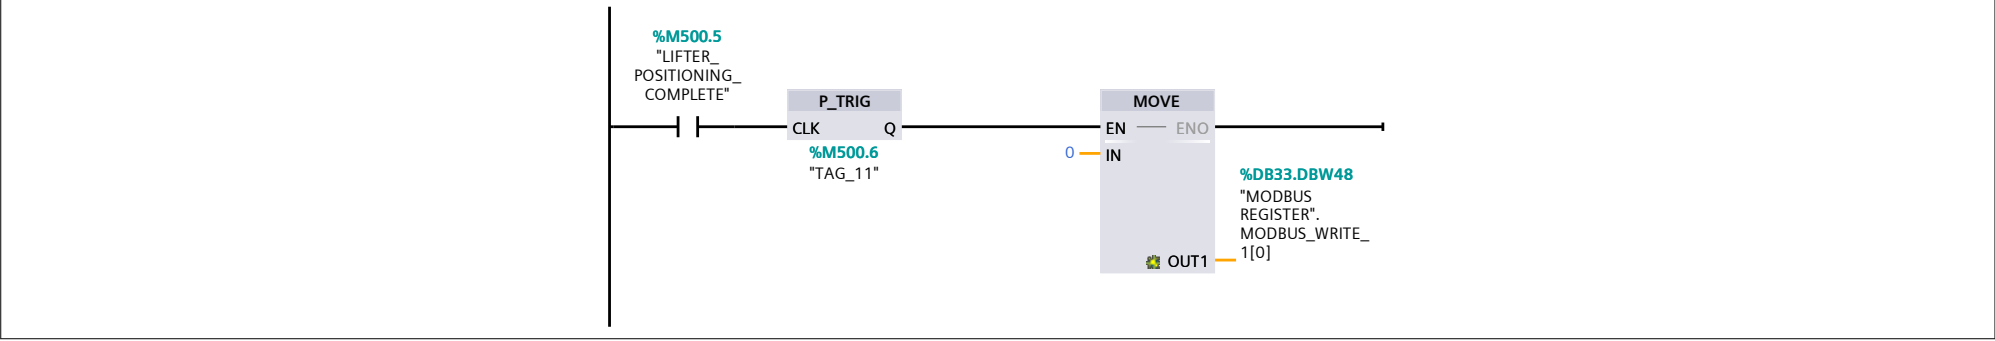 %M500.5
"LIFTER_
POSITIONING_
COMPLETE"
P_TRIG
CLK Q
%M500.6
"TAG_11"
MOVE
EN ENO
0 IN
%DB33.DBW48
"MODBUS
REGISTER".
MODBUS_WRITE_
1[0]
OUT1